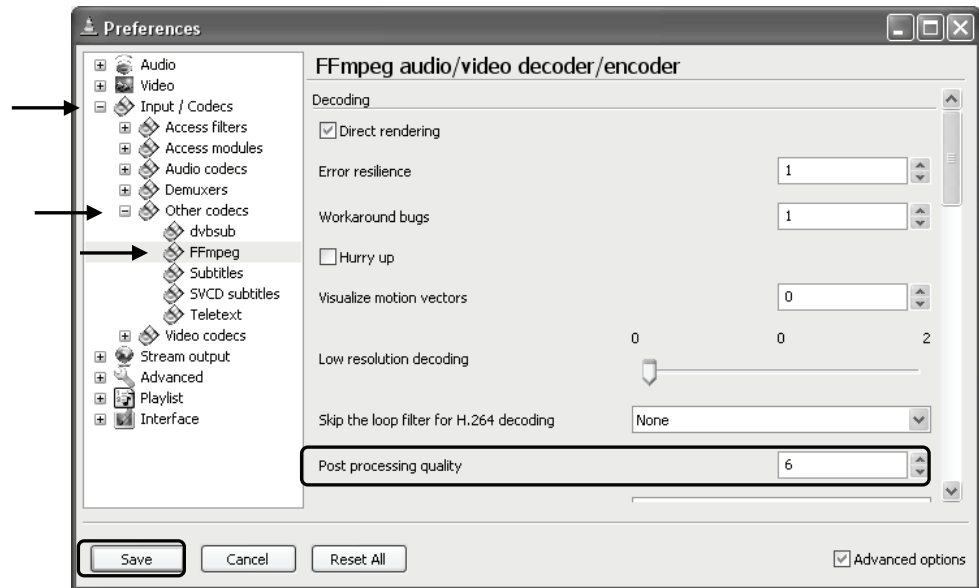 Preferences
Audio
Video
Input / Codecs
Access filters
Access modules
Audio codecs
Demuxers
Other codecs
dvbsub
FFmpeg
Subtitles
SVCD subtitles
Teletext
Video codecs
Stream output
Advanced
Playlist
Interface
FFmpeg audio/video decoder/encoder
Decoding
Direct rendering
Error resilience 1
Workaround bugs 1
Hurry up
Visualize motion vectors 0
0 0 2
Low resolution decoding
Skip the loop filter for H.264 decoding None
Post processing quality 6
Save Cancel Reset All Advanced options